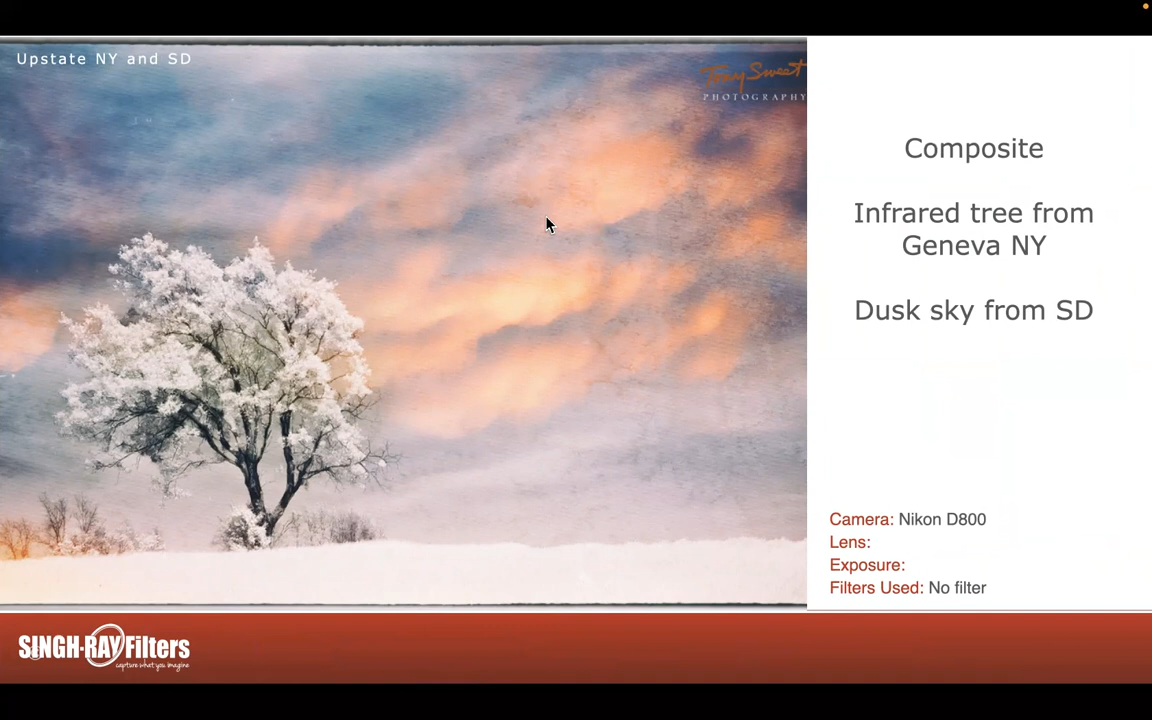 Upstate NY and SD
Tony Sweet
PHOTOGRAPHY
Composite
Infrared tree from
Geneva NY
Dusk sky from SD
Camera: Nikon D800
Lens:
Exposure:
Filters Used: No filter
SINGH-RAY Filters
capture what you imagine